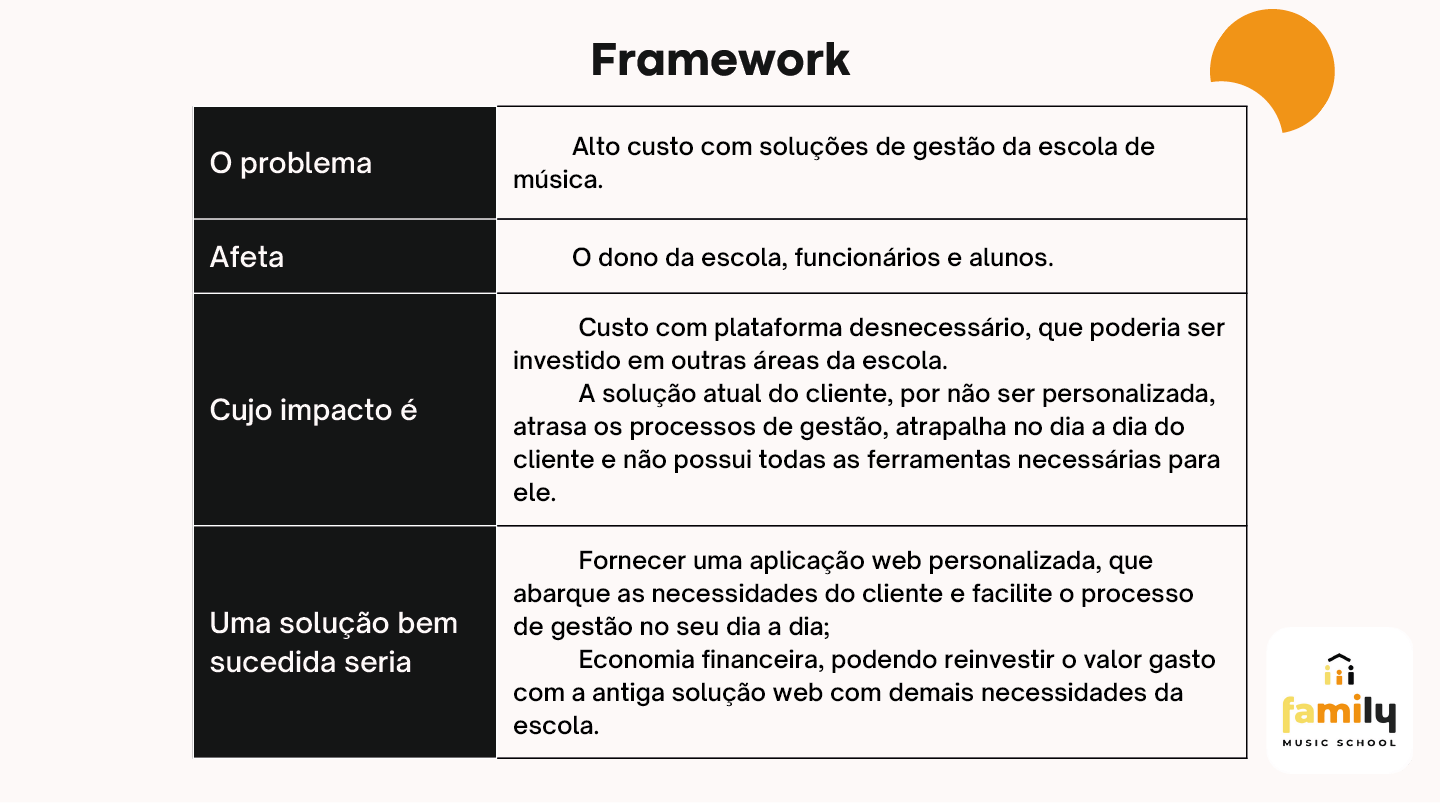 Framework
O problema
Alto custo com soluções de gestão da escola de
música.
Afeta
O dono da escola, funcionários e alunos.
Cujo impacto é
Custo com plataforma desnecessário, que poderia ser
investido em outras áreas da escola.
A solução atual do cliente, por não ser personalizada,
atrasa os processos de gestão, atrapalha no dia a dia do
cliente e não possui todas as ferramentas necessárias para
ele.
Uma solução bem
sucedida seria
Fornecer uma aplicação web personalizada, que
abarque as necessidades do cliente e facilite o processo
de gestão no seu dia a dia;
Economia financeira, podendo reinvestir o valor gasto
com a antiga solução web com demais necessidades da
escola.
family
MUSIC SCHOOL